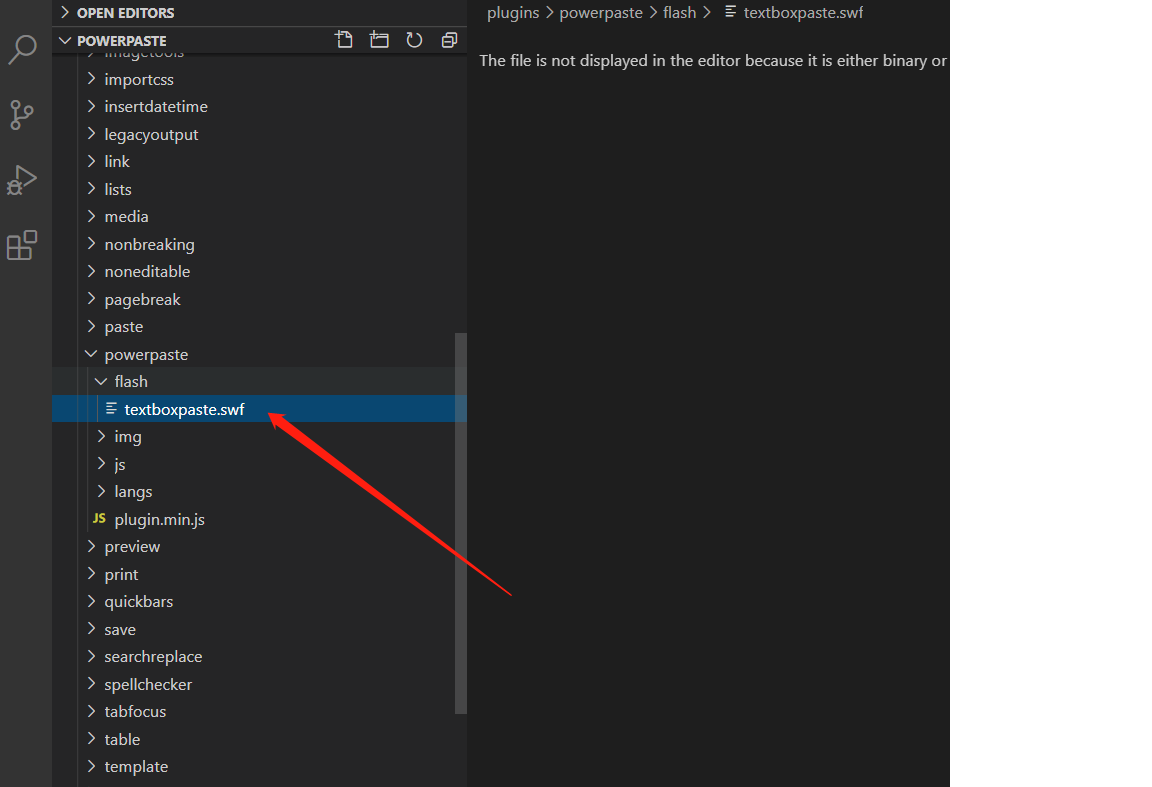 OPEN EDITORS
POWERPASTE
imagetools
importcss
insertdatetime
legacyoutput
link
lists
media
nonbreaking
noneditable
pagebreak
paste
powerpaste
flash
textboxpaste.swf
img
js
langs
JS plugin.min.js
preview
print
quickbars
save
searchreplace
spellchecker
tabfocus
table
template
plugins > powerpaste > flash > textboxpaste.swf
The file is not displayed in the editor because it is either binary or